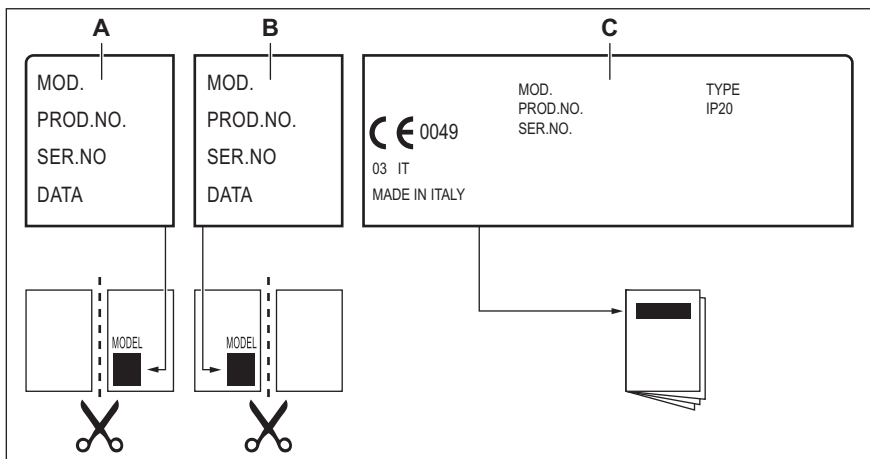 A
B
C
MOD.
PROD.NO.
SER.NO
DATA
MOD.
PROD.NO.
SER.NO
DATA
CE 0049
03 IT
MADE IN ITALY
MOD.
PROD.NO.
SER.NO.
TYPE
IP20
MODEL
MODEL